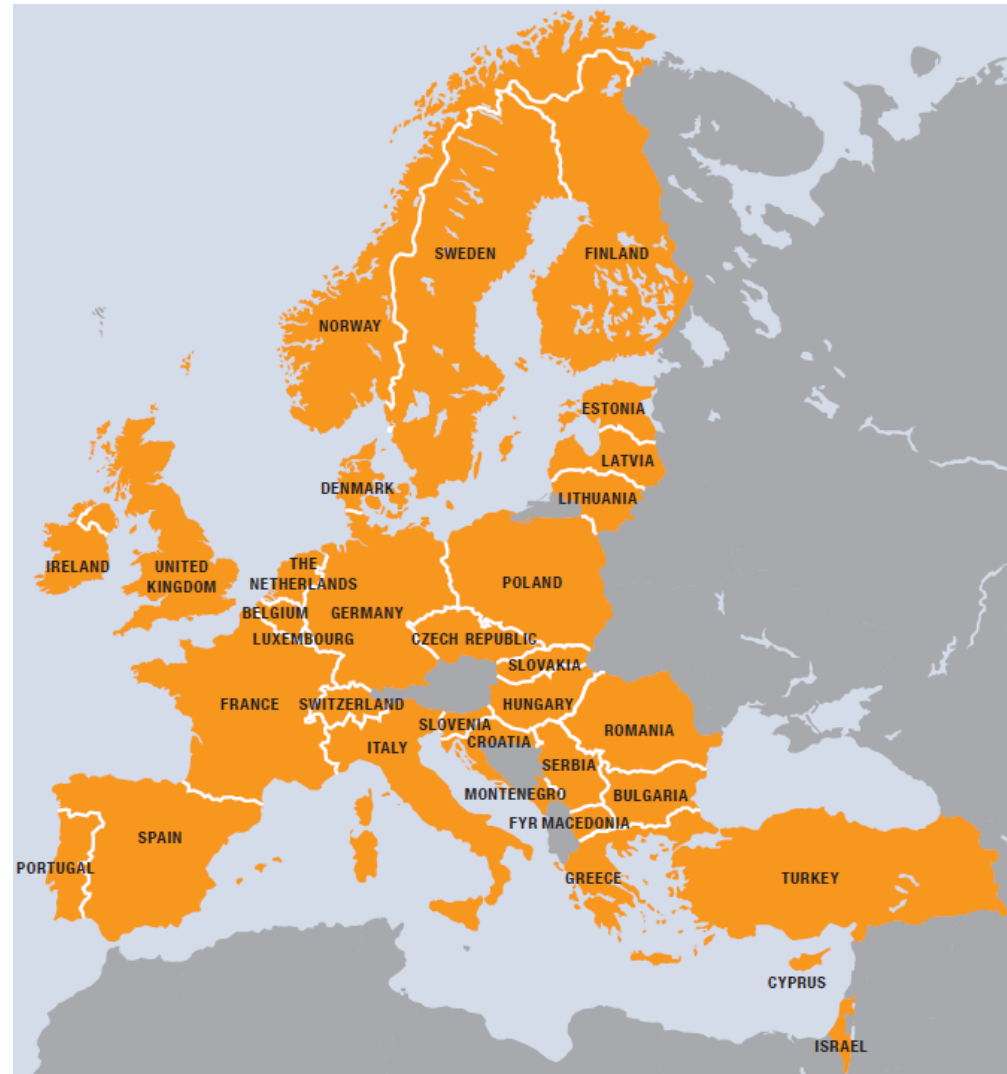 SWEDEN
FINLAND
NORWAY
ESTONIA
LATVIA
DENMARK
LITHUANIA
IRELAND
UNITED
KINGDOM
THE
NETHERLANDS
POLAND
BELGIUM
GERMANY
LUXEMBOURG
CZECH REPUBLIC
SLOVAKIA
FRANCE
SWITZERLAND
HUNGARY
SLOVENIA
ROMANIA
ITALY
CROATIA
SERBIA
MONTENEGRO
BULGARIA
FYR MACEDONIA
SPAIN
PORTUGAL
GREECE
TURKEY
CYPRUS
ISRAEL